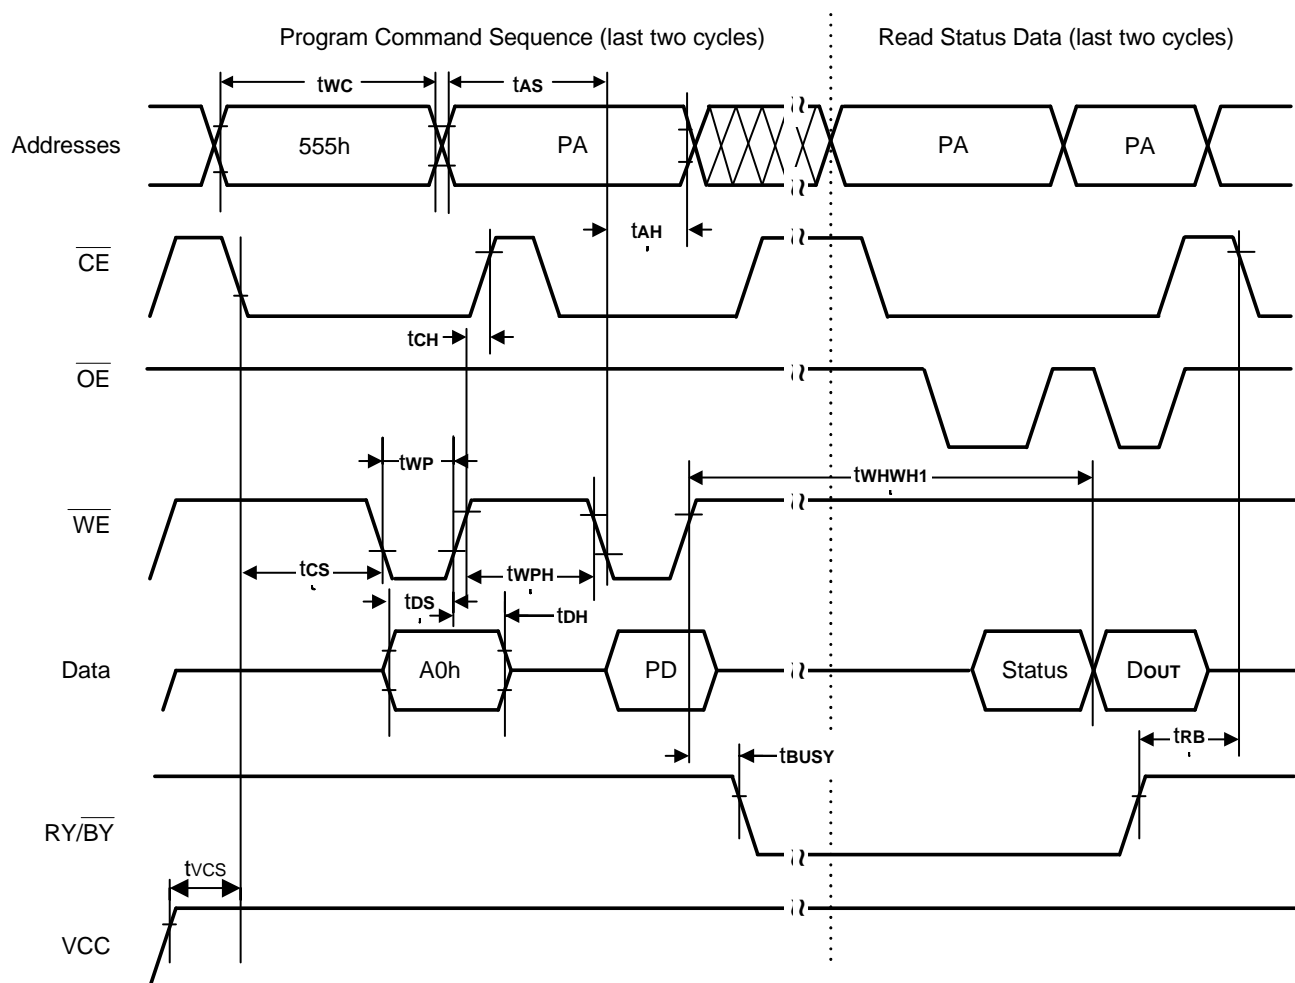 Program Command Sequence (last two cycles) Read Status Data (last two cycles)
tWC tAS
Addresses 555h PA PA PA
tAH
CE
tCH
OE
tWP tWHWH1
WE
tCS tWPH
tDS tDH
Data A0h PD Status DOUT
tBUSY tRB
RY/BY
tVCS
VCC